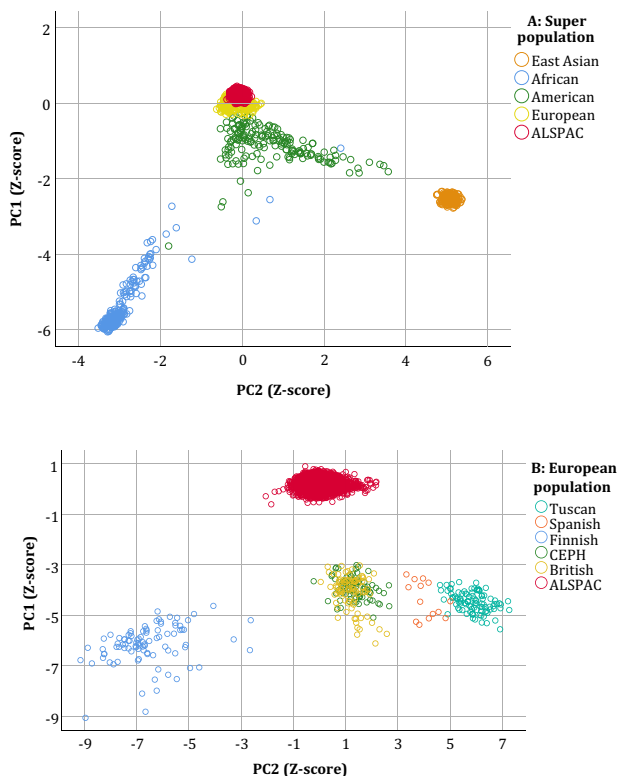 A: Super
population
East Asian
African
American
European
ALSPAC
2
0
-2
-4
-6
PC1 (Z-score)
-4 -2 0 2 4 6
PC2 (Z-score)
B: European
population
Tuscan
Spanish
Finnish
CEPH
British
ALSPAC
1
-1
-3
-5
-7
-9
PC1 (Z-score)
-9 -7 -5 -3 -1 1 3 5 7
PC2 (Z-score)